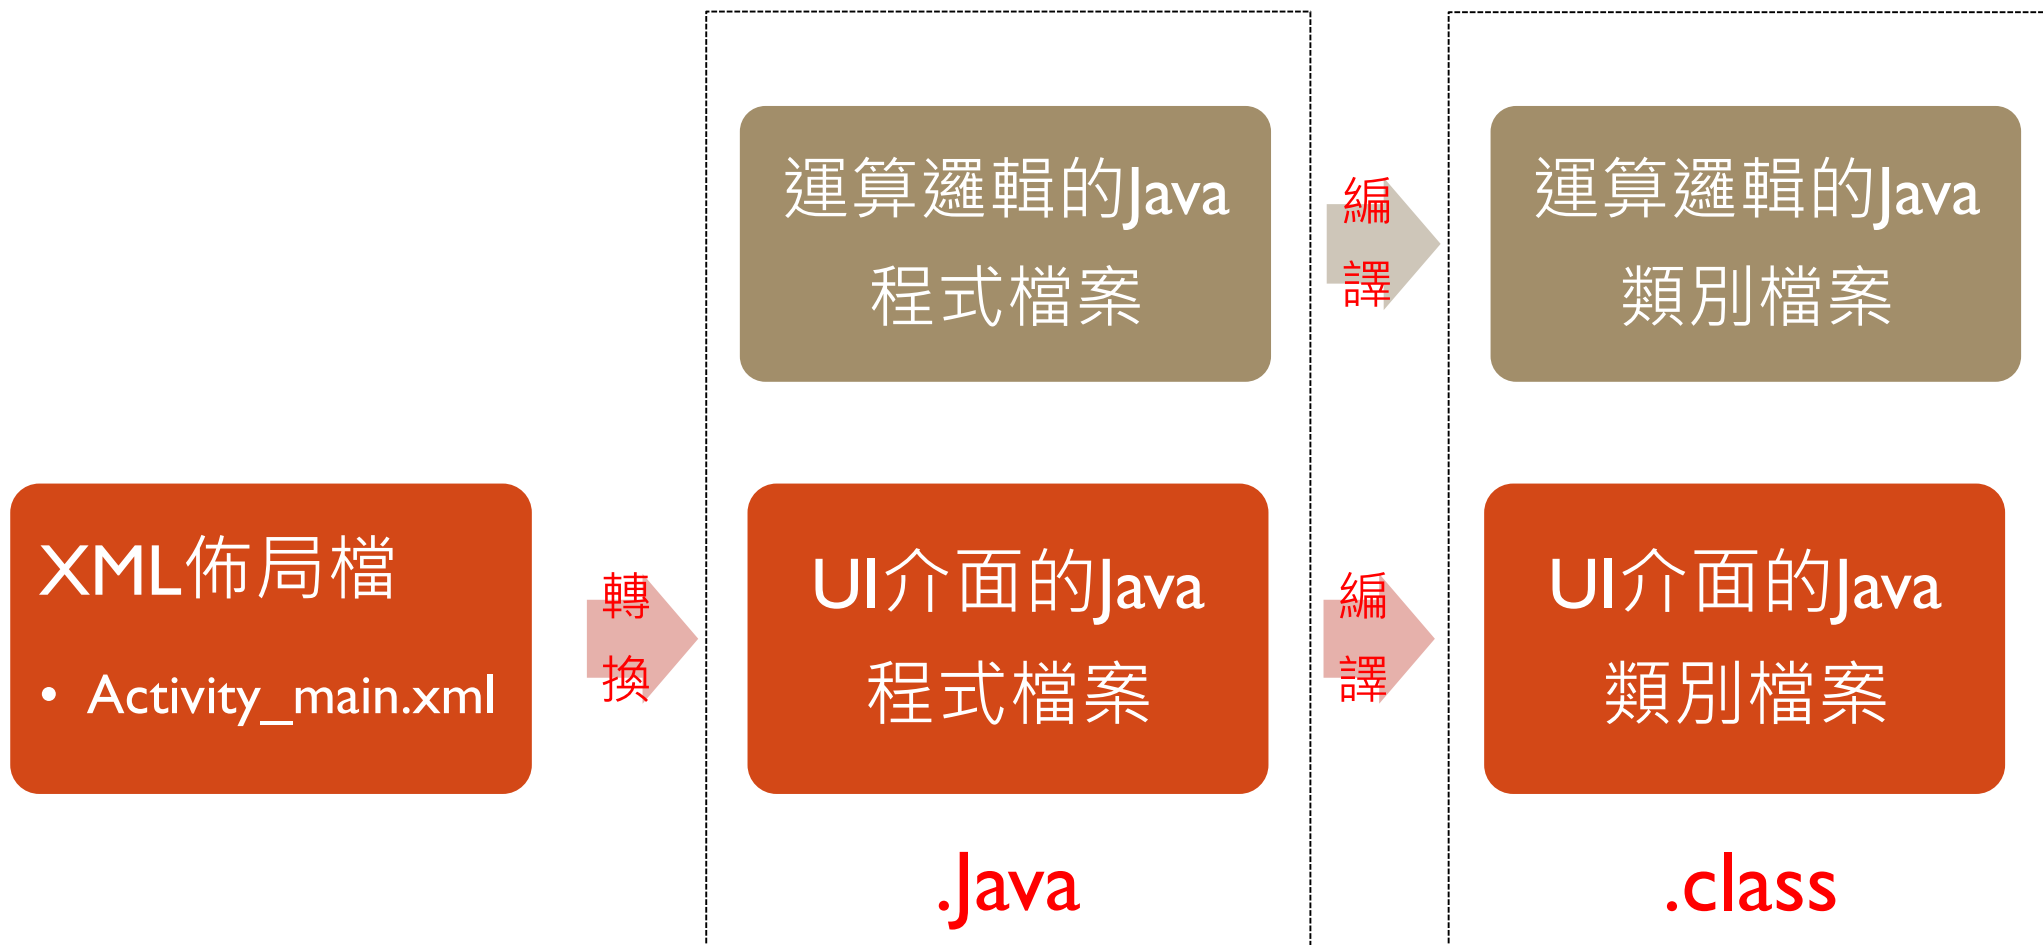 運算邏輯的Java
程式檔案
編
譯
運算邏輯的Java
類別檔案
XML佈局檔
• Activity_main.xml
轉
換
UI介面的Java
程式檔案
編
譯
UI介面的Java
類別檔案
.Java
.class